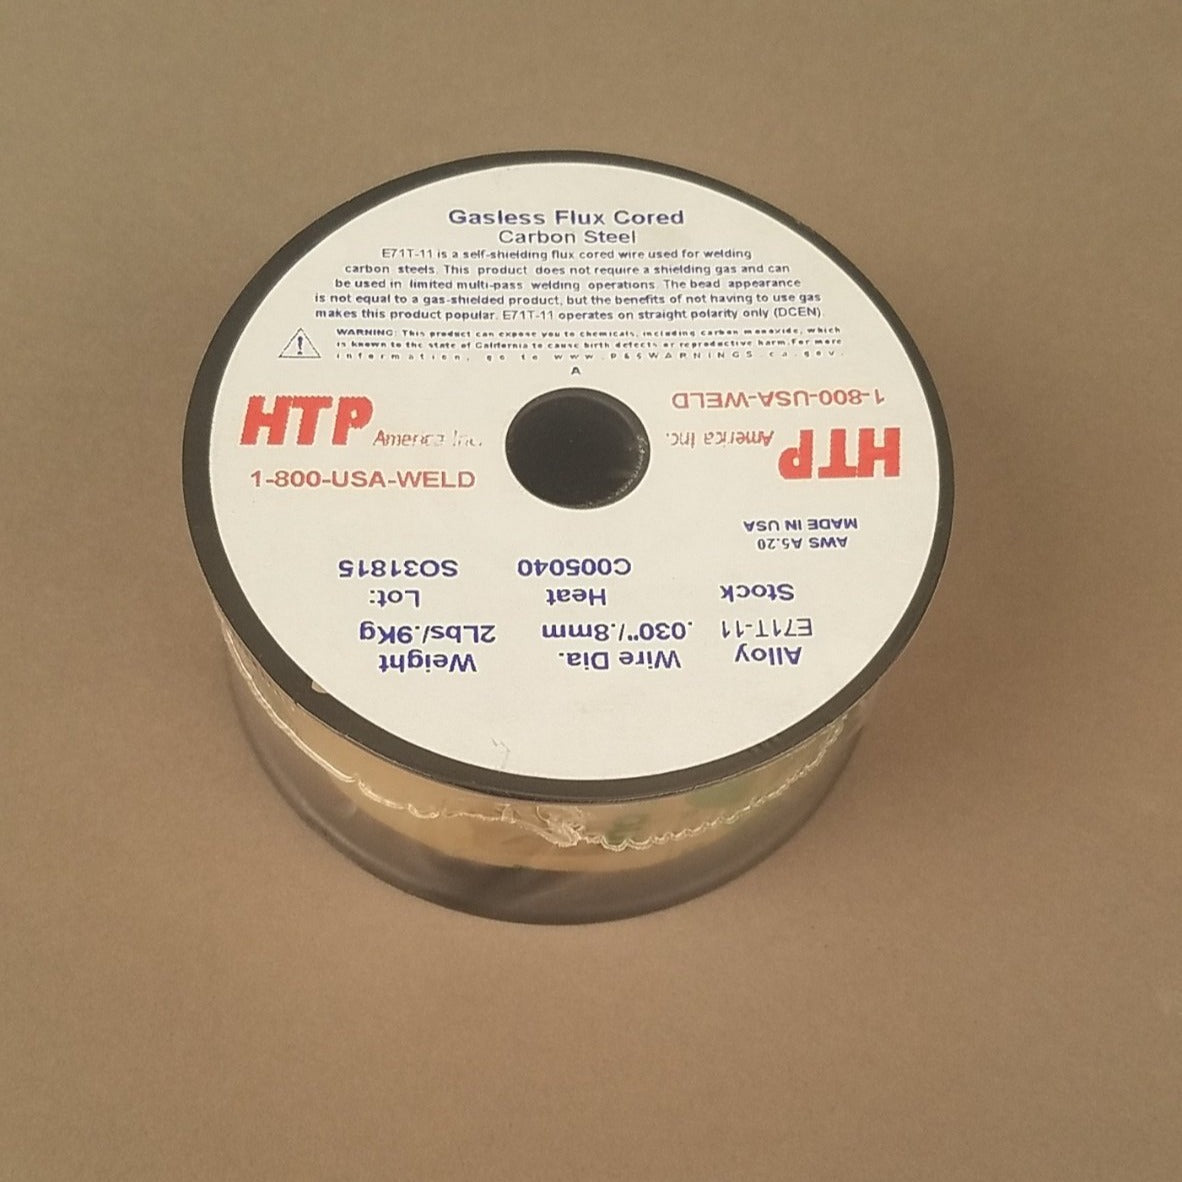 Gasless Flux Cored
Carbon Steel
E71T-11 is a self-shielding flux cored wire used for welding
carbon steels. This product does not require a shielding gas and can
be used in limited multi-pass welding operations. The bead appearance
is not equal to a gas-shielded product, but the benefits of not having to use gas
makes this product popular. E71T-11 operates on straight polarity only (DCEN).
WARNING: This product can expose you to chemicals, including carbon monoxide, which
is known to the state of California to cause birth defects or reproductive harm. For more
information, go to www.P65WARNINGS.ca.gov.
A
HTP America Inc.
1-800-USA-WELD
HTP America Inc.
1-800-USA-WELD
Alloy Wire Dia. Weight
E71T-11 .030"/.8mm 2Lbs/.9Kg
Stock Heat Lot:
C005040 SO31815
AWS A5.20
MADE IN USA